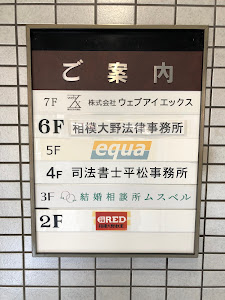 ご案内
7F 株式会社 ウェブアイエックス
6F 相模大野法律事務所
5F equa
4F 司法書士平松事務所
3F 結婚相談所ムスベル
2F RED